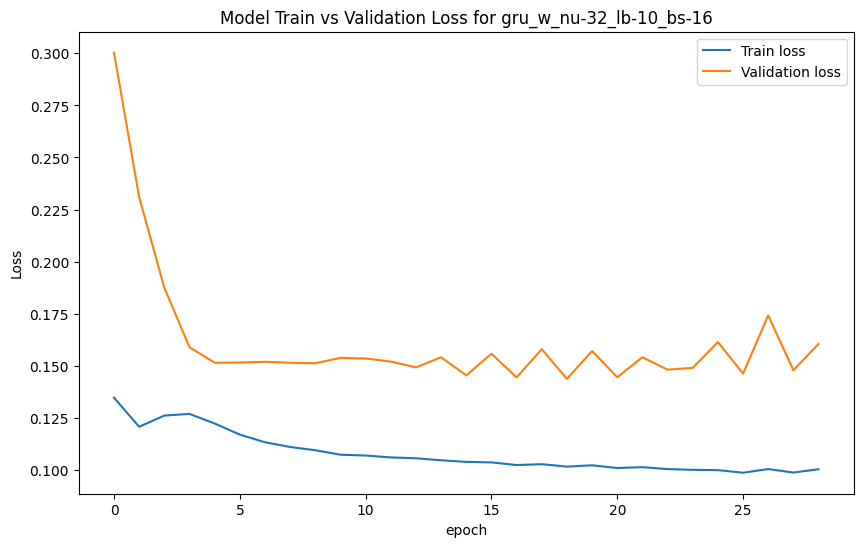 Model Train vs Validation Loss for gru_w_nu-32_lb-10_bs-16
Train loss
Validation loss
0.300
0.275
0.250
0.225
0.200
0.175
0.150
0.125
0.100
Loss
0 5 10 15 20 25
epoch